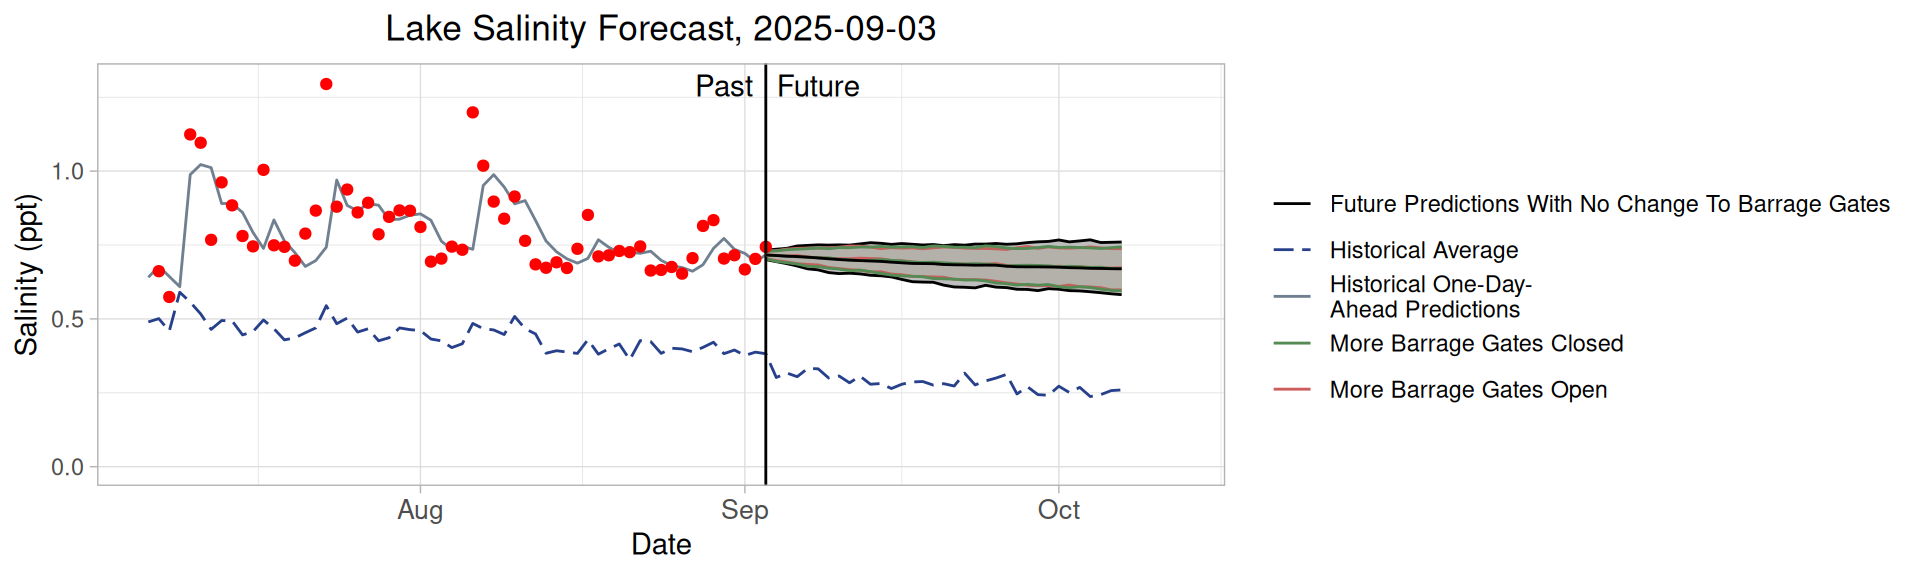 Lake Salinity Forecast, 2025-09-03
Past
Future
Salinity (ppt)
1.0
0.5
0.0
Aug
Sep
Oct
Date
Future Predictions With No Change To Barrage Gates
Historical Average
Historical One-Day-
Ahead Predictions
More Barrage Gates Closed
More Barrage Gates Open